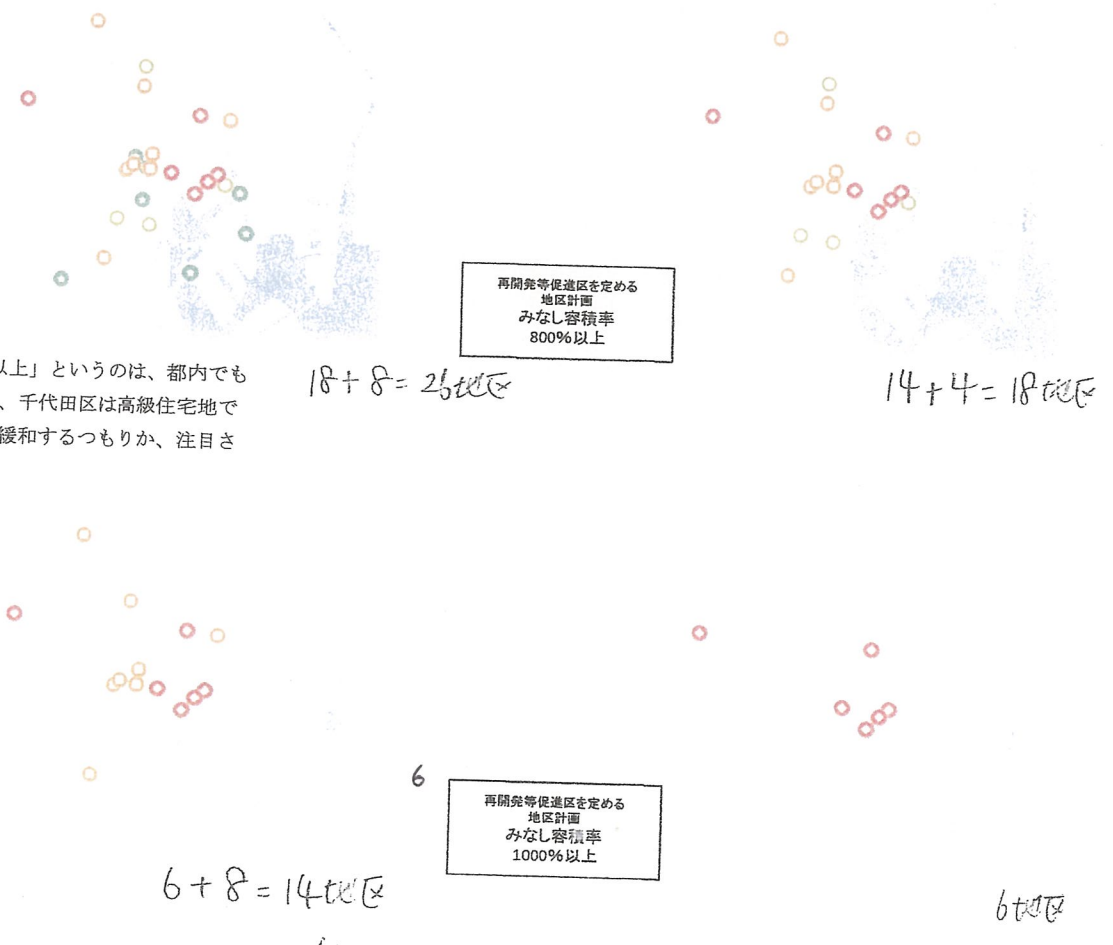 再開発等促進区を定める
地区計画
みなし容積率
800%以上
以上」というのは、都内でも
、千代田区は高級住宅地で
緩和するつもりか、注目さ
18+8=26地区
14+4=18地区
6
再開発等促進区を定める
地区計画
みなし容積率
1000%以上
6+8=14地区
6地区